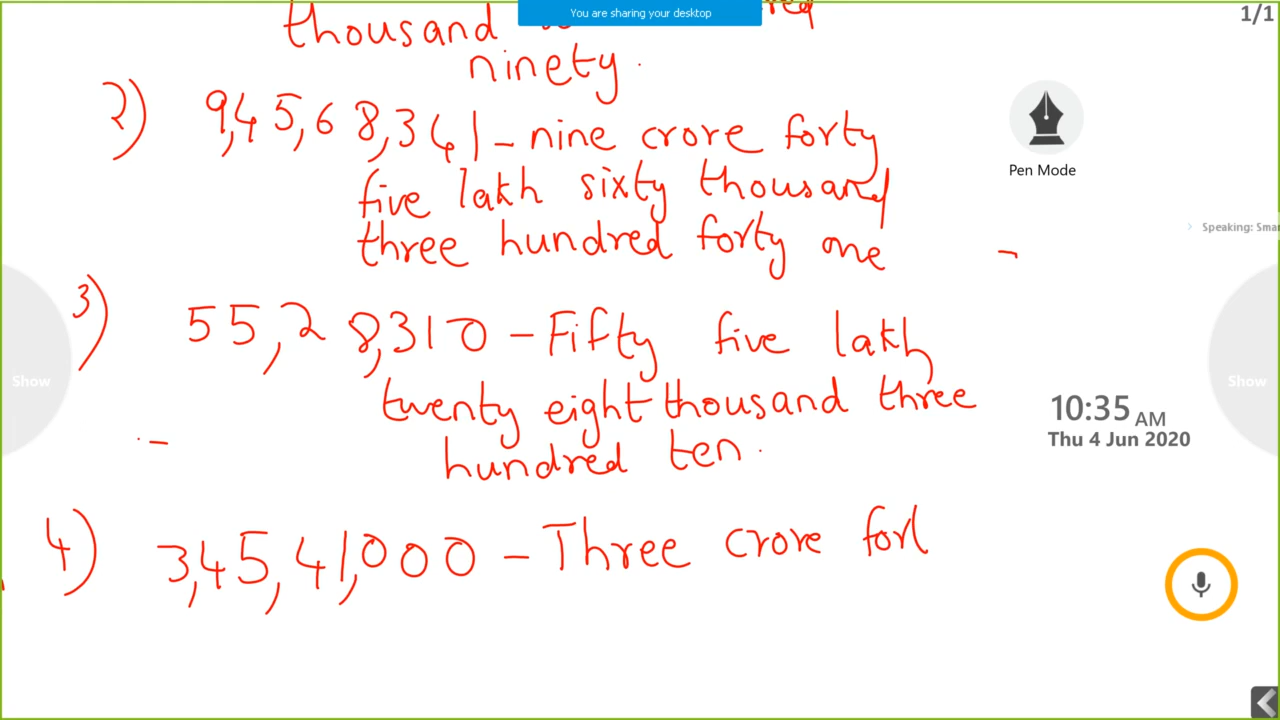 You are sharing your desktop
1/1
thousand
ninety.
2) 9,45,68,341 - nine crore forty
five lakh sixty thousand
three hundred forty one
3) 55,28,310 - Fifty five lakh
twenty eight thousand three
hundred ten.
4) 3,45,41,000 - Three crore for
Pen Mode
Speaking: Smar
Show
Show
10:35 AM
Thu 4 Jun 2020